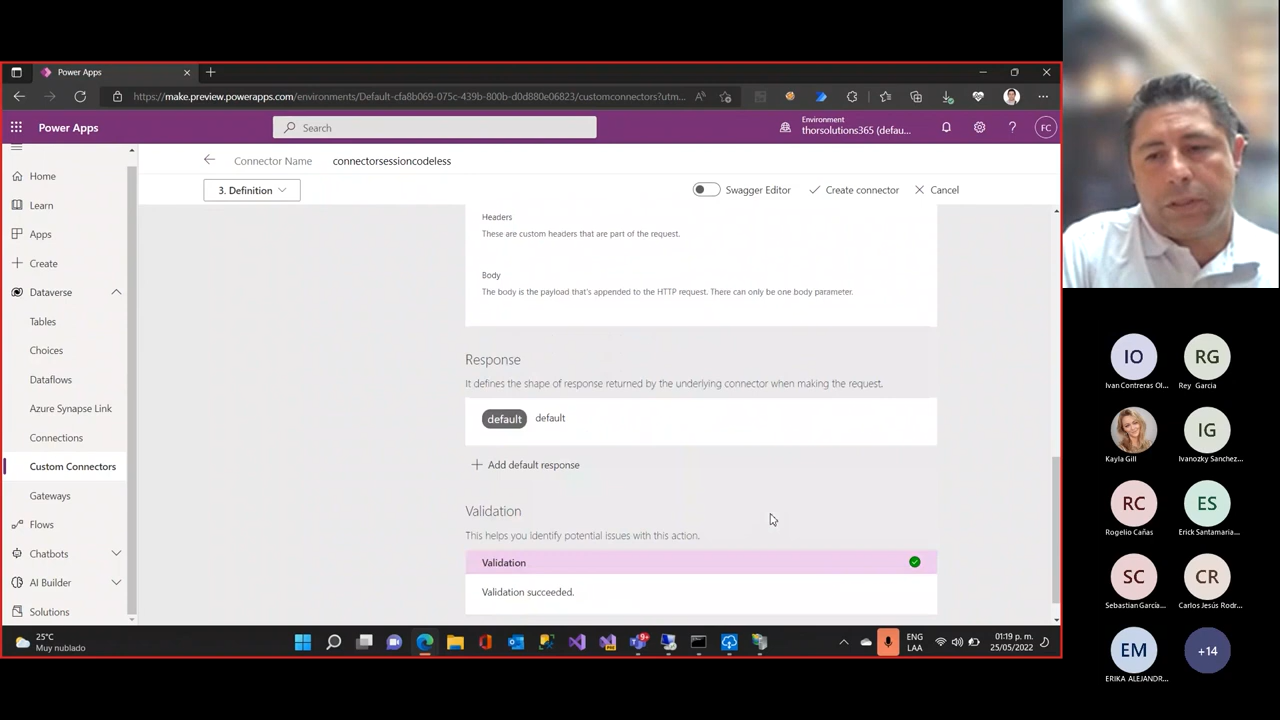 Power Apps
https://make.preview.powerapps.com/environments/Default-cfa8b069-075c-439b-800b-d0d880e06823/customconnectors?utm...
Power Apps
Search
Environment
thorsolutions365 (defau...
FC
Connector Name
connectorsessioncodeless
3. Definition
Swagger Editor
Create connector
Cancel
Home
Learn
Apps
Create
Dataverse
Tables
Choices
Dataflows
Azure Synapse Link
Connections
Custom Connectors
Gateways
Flows
Chatbots
AI Builder
Solutions
Headers
These are custom headers that are part of the request.
Body
The body is the payload that's appended to the HTTP request. There can only be one body parameter.
Response
It defines the shape of response returned by the underlying connector when making the request.
default default
Add default response
Validation
This helps you identify potential issues with this action.
Validation
Validation succeeded.
25°C
Muy nublado
9+
ENG
LAA
01:19 p. m.
25/05/2022
IO
Ivan Contreras Ol...
RG
Rey Garcia
Kayla Gill
IG
Ivanozky Sanchez...
RC
Rogelio Cañas
ES
Erick Santamaria...
SC
Sebastian Garcia...
CR
Carlos Jesús Rodr...
EM
ERIKA ALEJANDR...
+14